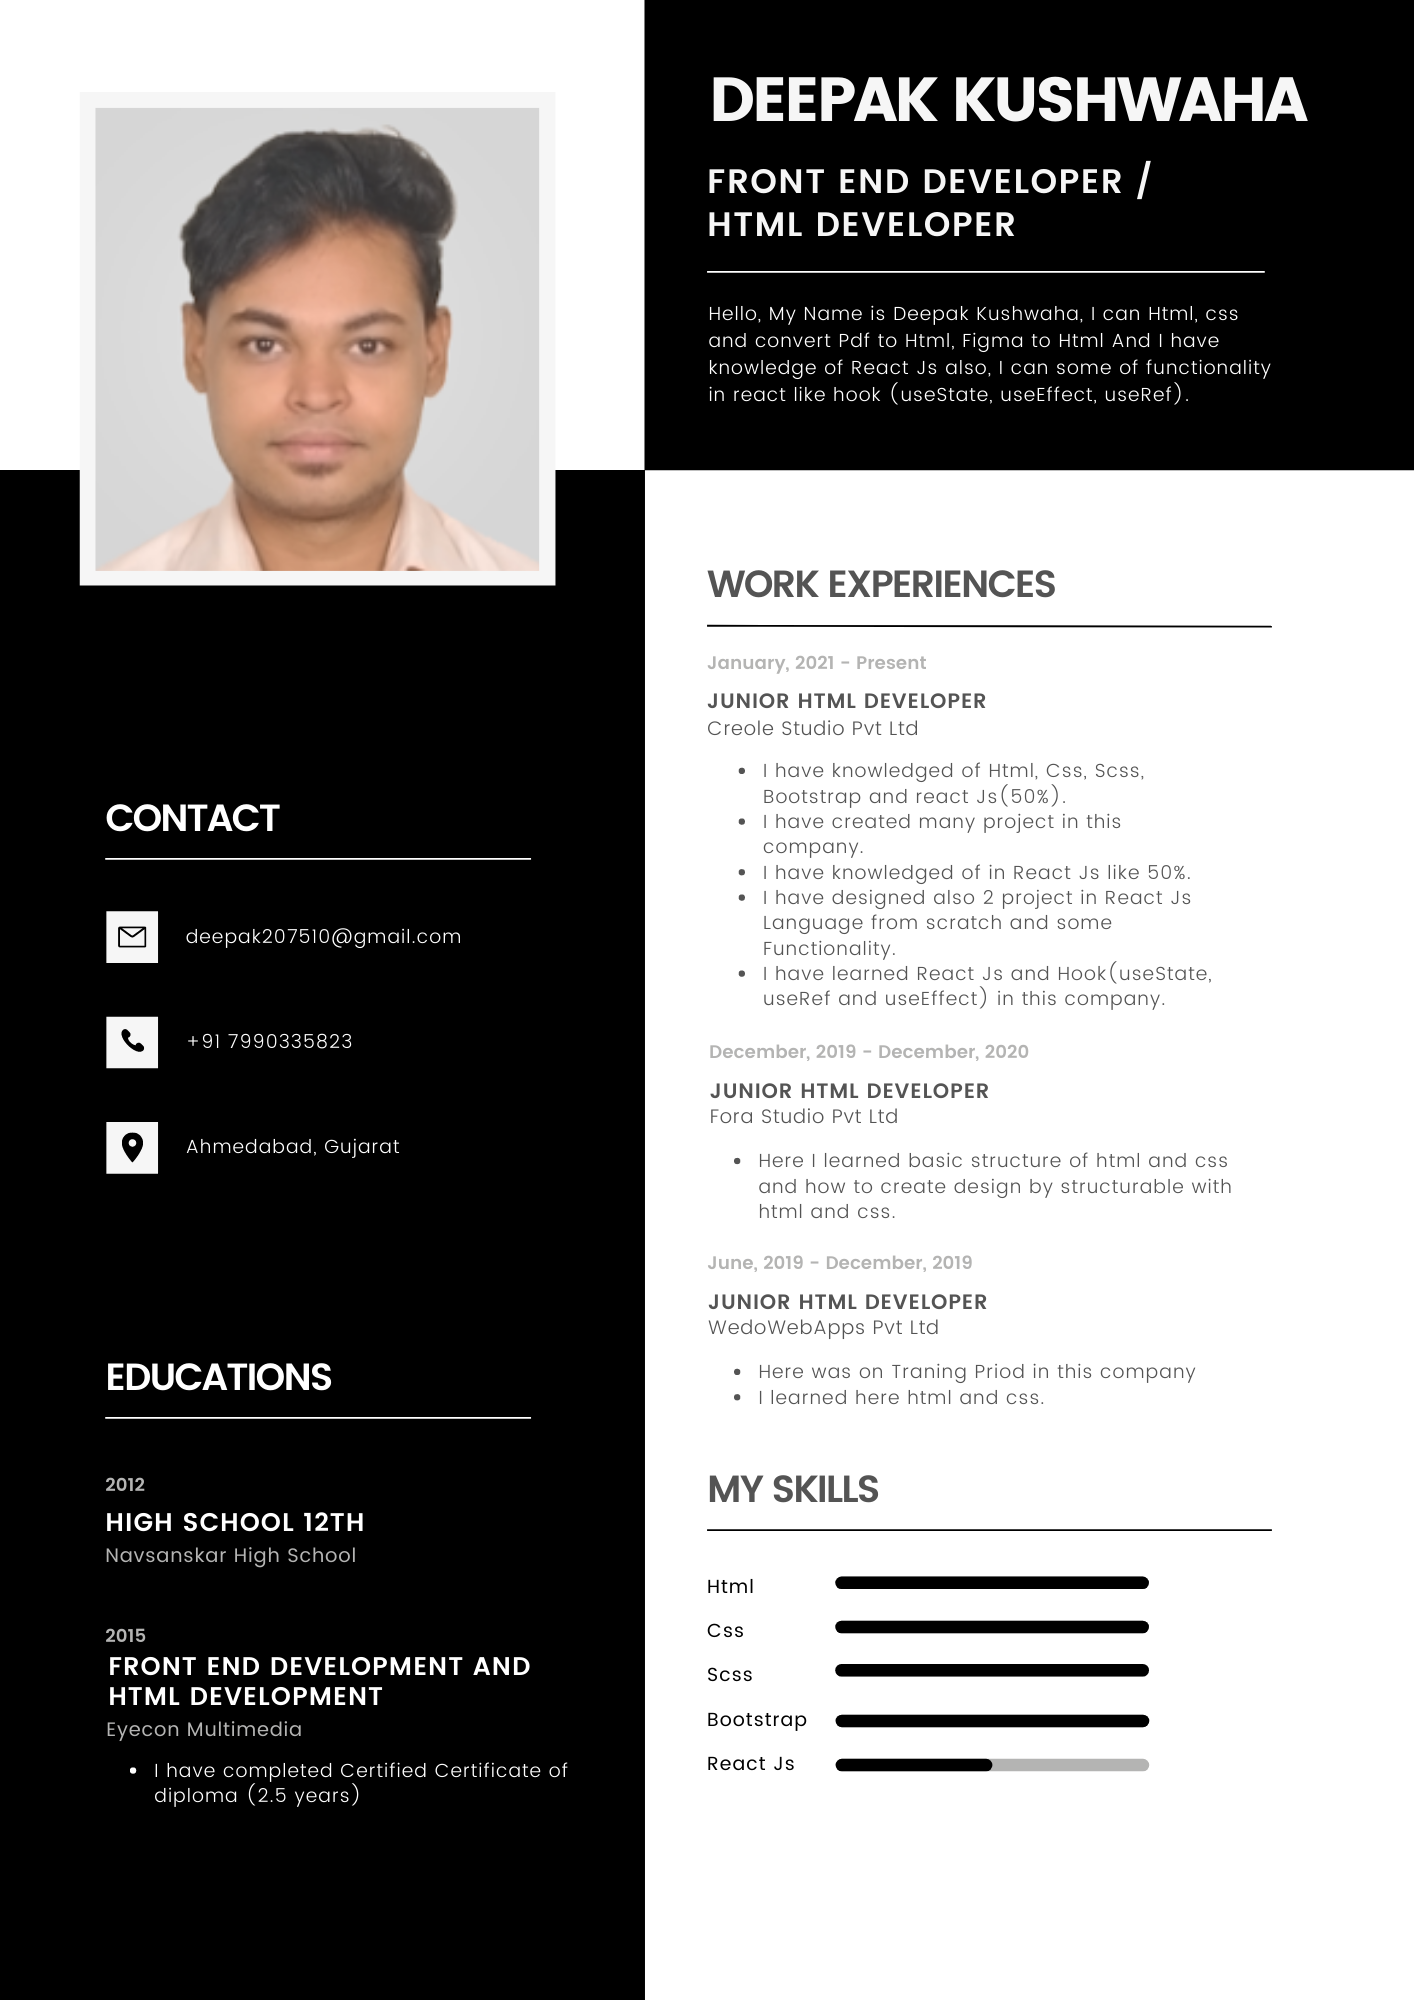 DEEPAK KUSHWAHA
FRONT END DEVELOPER /
HTML DEVELOPER
Hello, My Name is Deepak Kushwaha, I can Html, css
and convert Pdf to Html, Figma to Html And I have
knowledge of React Js also, I can some of functionality
in react like hook (useState, useEffect, useRef).
CONTACT
deepak207510@gmail.com
+91 7990335823
Ahmedabad, Gujarat
EDUCATIONS
2012
HIGH SCHOOL 12TH
Navsanskar High School
2015
FRONT END DEVELOPMENT AND
HTML DEVELOPMENT
Eyecon Multimedia
• I have completed Certified Certificate of
diploma (2.5 years)
WORK EXPERIENCES
January, 2021 - Present
JUNIOR HTML DEVELOPER
Creole Studio Pvt Ltd
• I have knowledged of Html, Css, Scss,
Bootstrap and react Js(50%).
• I have created many project in this
company.
• I have knowledged of in React Js like 50%.
• I have designed also 2 project in React Js
Language from scratch and some
Functionality.
• I have learned React Js and Hook(useState,
useRef and useEffect) in this company.
December, 2019 - December, 2020
JUNIOR HTML DEVELOPER
Fora Studio Pvt Ltd
• Here I learned basic structure of html and css
and how to create design by structurable with
html and css.
June, 2019 - December, 2019
JUNIOR HTML DEVELOPER
WedoWebApps Pvt Ltd
• Here was on Traning Priod in this company
• I learned here html and css.
MY SKILLS
Html
Css
Scss
Bootstrap
React Js